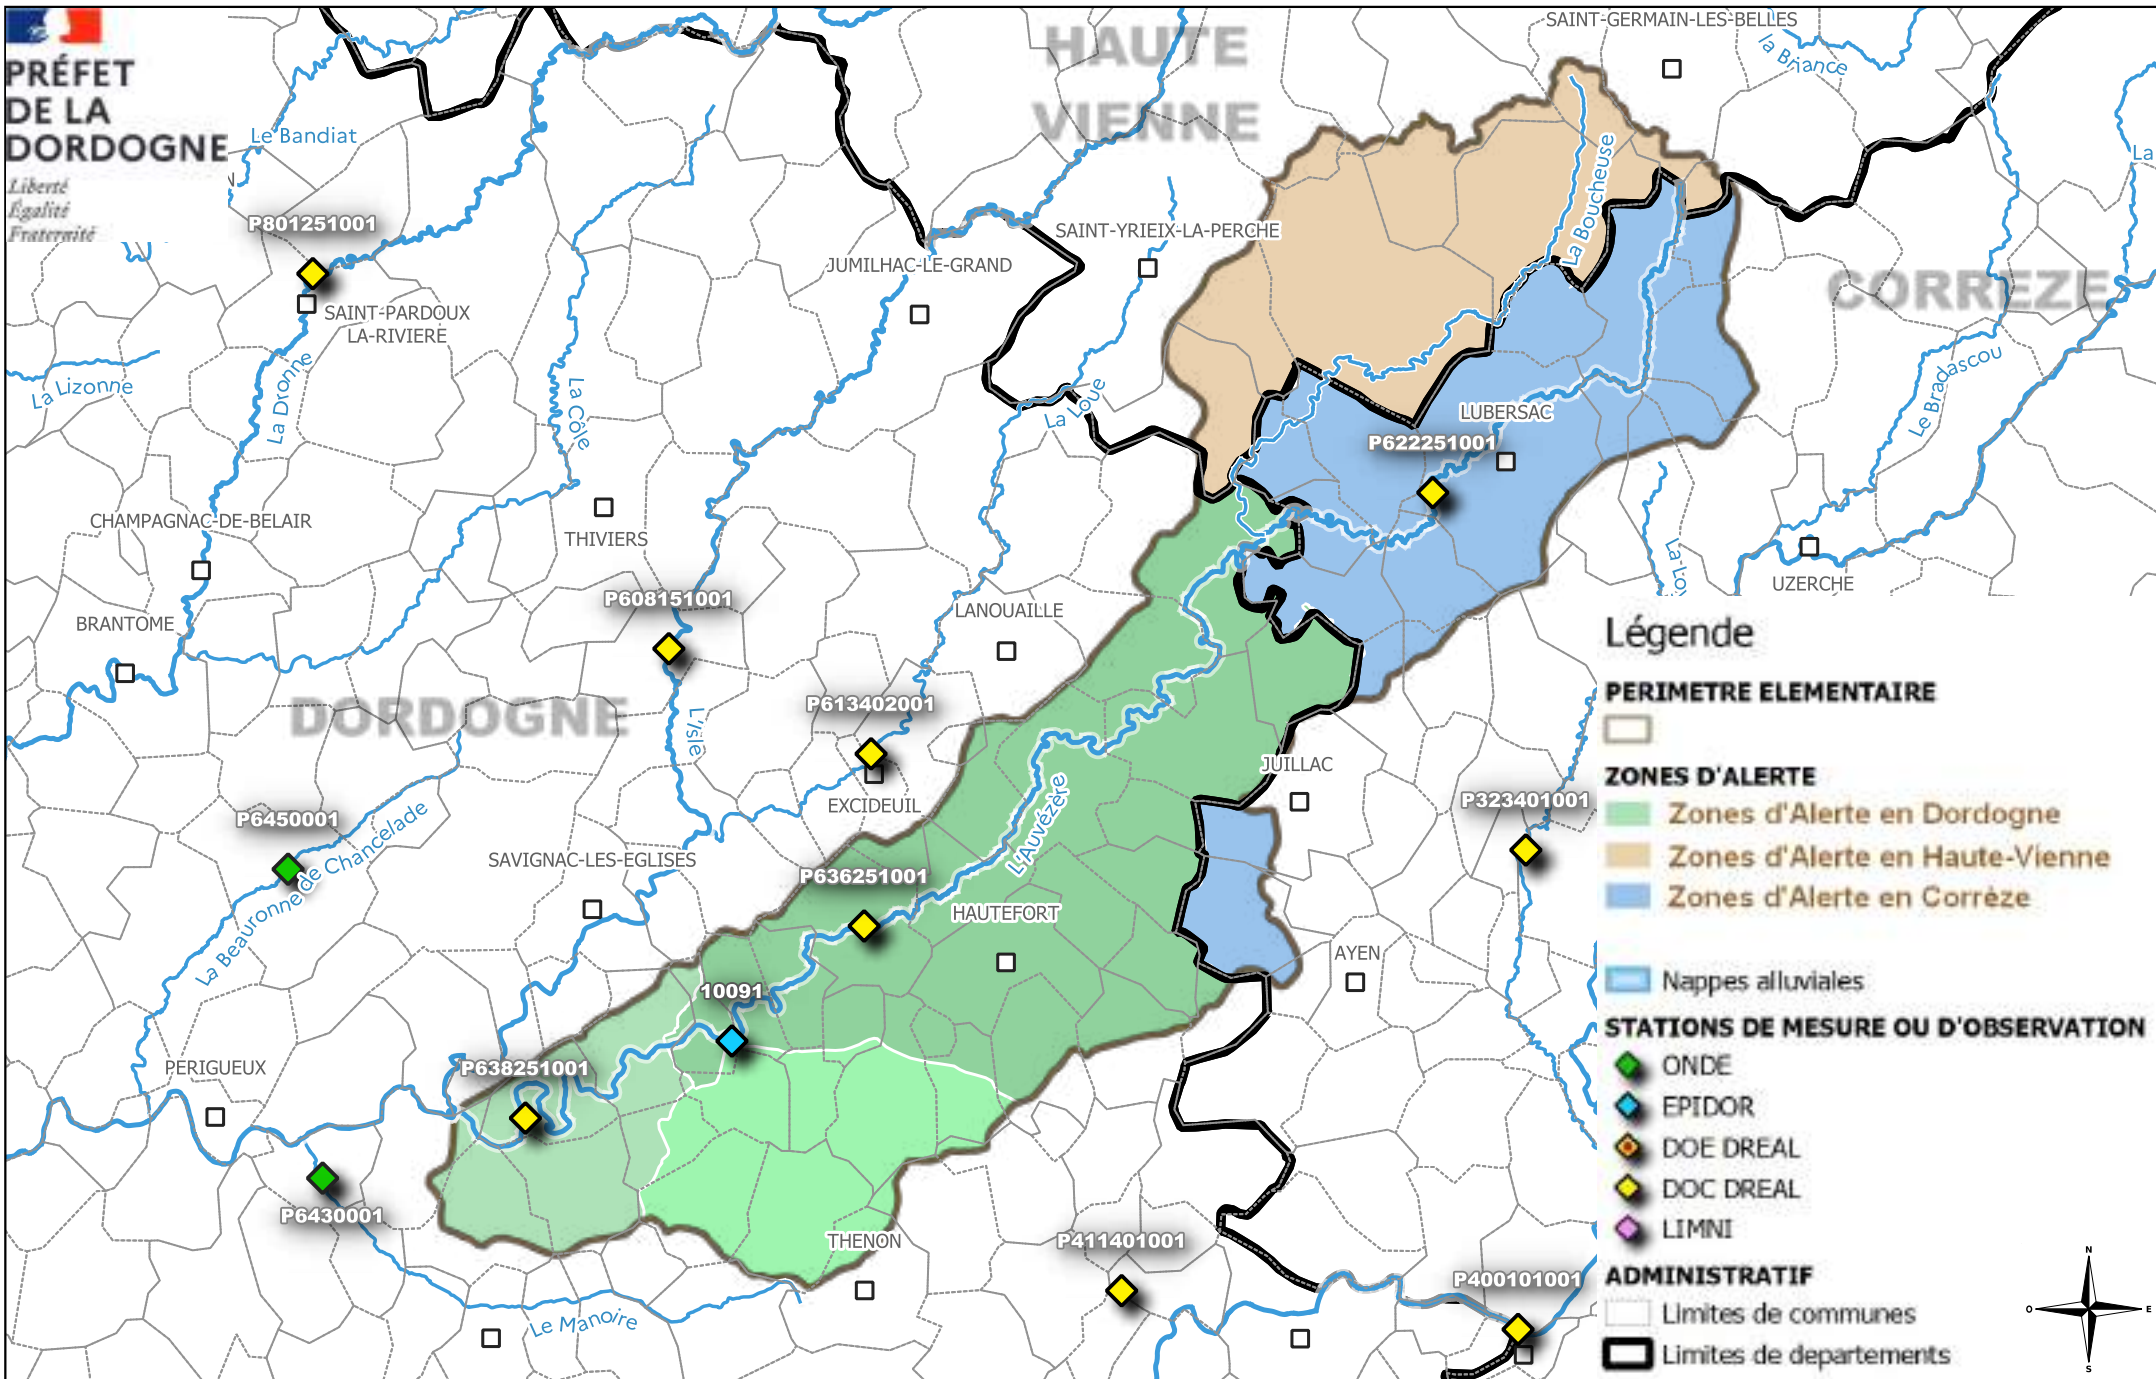 PRÉFET
DE LA
DORDOGNE
Liberté
Égalité
Fraternité
HAUTE
VIENNE
SAINT-GERMAIN-LES-BELLES
la Briance
Le Bandiat
La
P801251001
SAINT-YRIEIX-LA-PERCHE
La Boucheuse
JUMILHAC-LE-GRAND
CORREZE
SAINT-PARDOUX
LA-RIVIERE
La Lizonne
La Dronne
La Côle
La Loue
LUBERSAC
Le Bradascou
P622251001
CHAMPAGNAC-DE-BELAIR
THIVIERS
UZERCHE
P608151001
LANOUAILLE
BRANTOME
DORDOGNE
L'Isle
P613402001
JUILLAC
EXCIDEUIL
P323401001
P6450001
La Beauronne de Chancelade
SAVIGNAC-LES-EGLISES
L'Auvézère
P636251001
HAUTEFORT
AYEN
10091
PERIGUEUX
P638251001
P6430001
THENON
P411401001
P400101001
Le Manoire
Légende
PERIMETRE ELEMENTAIRE
ZONES D'ALERTE
Zones d'Alerte en Dordogne
Zones d'Alerte en Haute-Vienne
Zones d'Alerte en Corrèze
Nappes alluviales
STATIONS DE MESURE OU D'OBSERVATION
ONDE
EPIDOR
DOE DREAL
DOC DREAL
LIMNI
ADMINISTRATIF
Limites de communes
Limites de departements
N
O
E
S